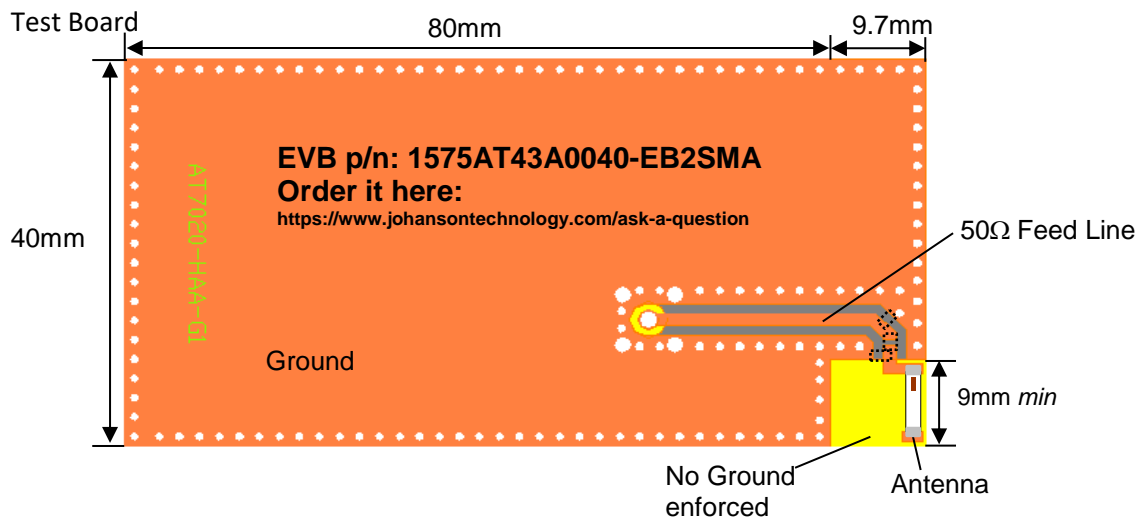 Test Board
80mm
9.7mm
EVB p/n: 1575AT43A0040-EB2SMA
Order it here:
https://www.johansontechnology.com/ask-a-question
AT7020-HAA-G1
40mm
50Ω Feed Line
Ground
9mm min
No Ground
enforced
Antenna